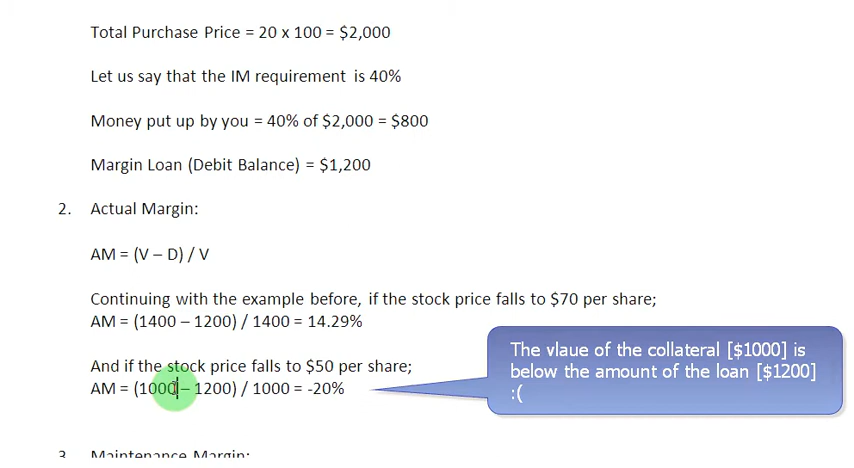 Total Purchase Price = 20 x 100 = $2,000
Let us say that the IM requirement is 40%
Money put up by you = 40% of $2,000 = $800
Margin Loan (Debit Balance) = $1,200
2. Actual Margin:
AM = (V – D) / V
Continuing with the example before, if the stock price falls to $70 per share;
AM = (1400 – 1200) / 1400 = 14.29%
And if the stock price falls to $50 per share;
AM = (1000 – 1200) / 1000 = -20%
The vlaue of the collateral [$1000] is
below the amount of the loan [$1200]
:(
3. Maintenance Margin: